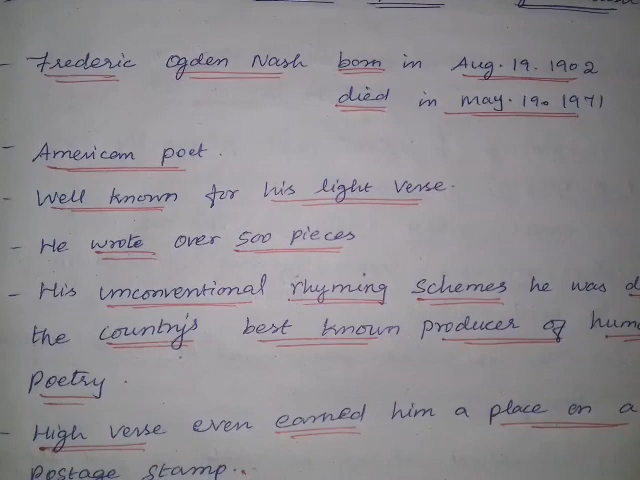 - Frederic Ogden Nash born in Aug. 19. 1902
died in May. 19. 1971
- American poet.
- Well known for his light verse.
- He wrote over 500 pieces
- His unconventional rhyming schemes he was
the country's best known producer of
Poetry.
- High verse even earned him a place on a
Postage stamp..